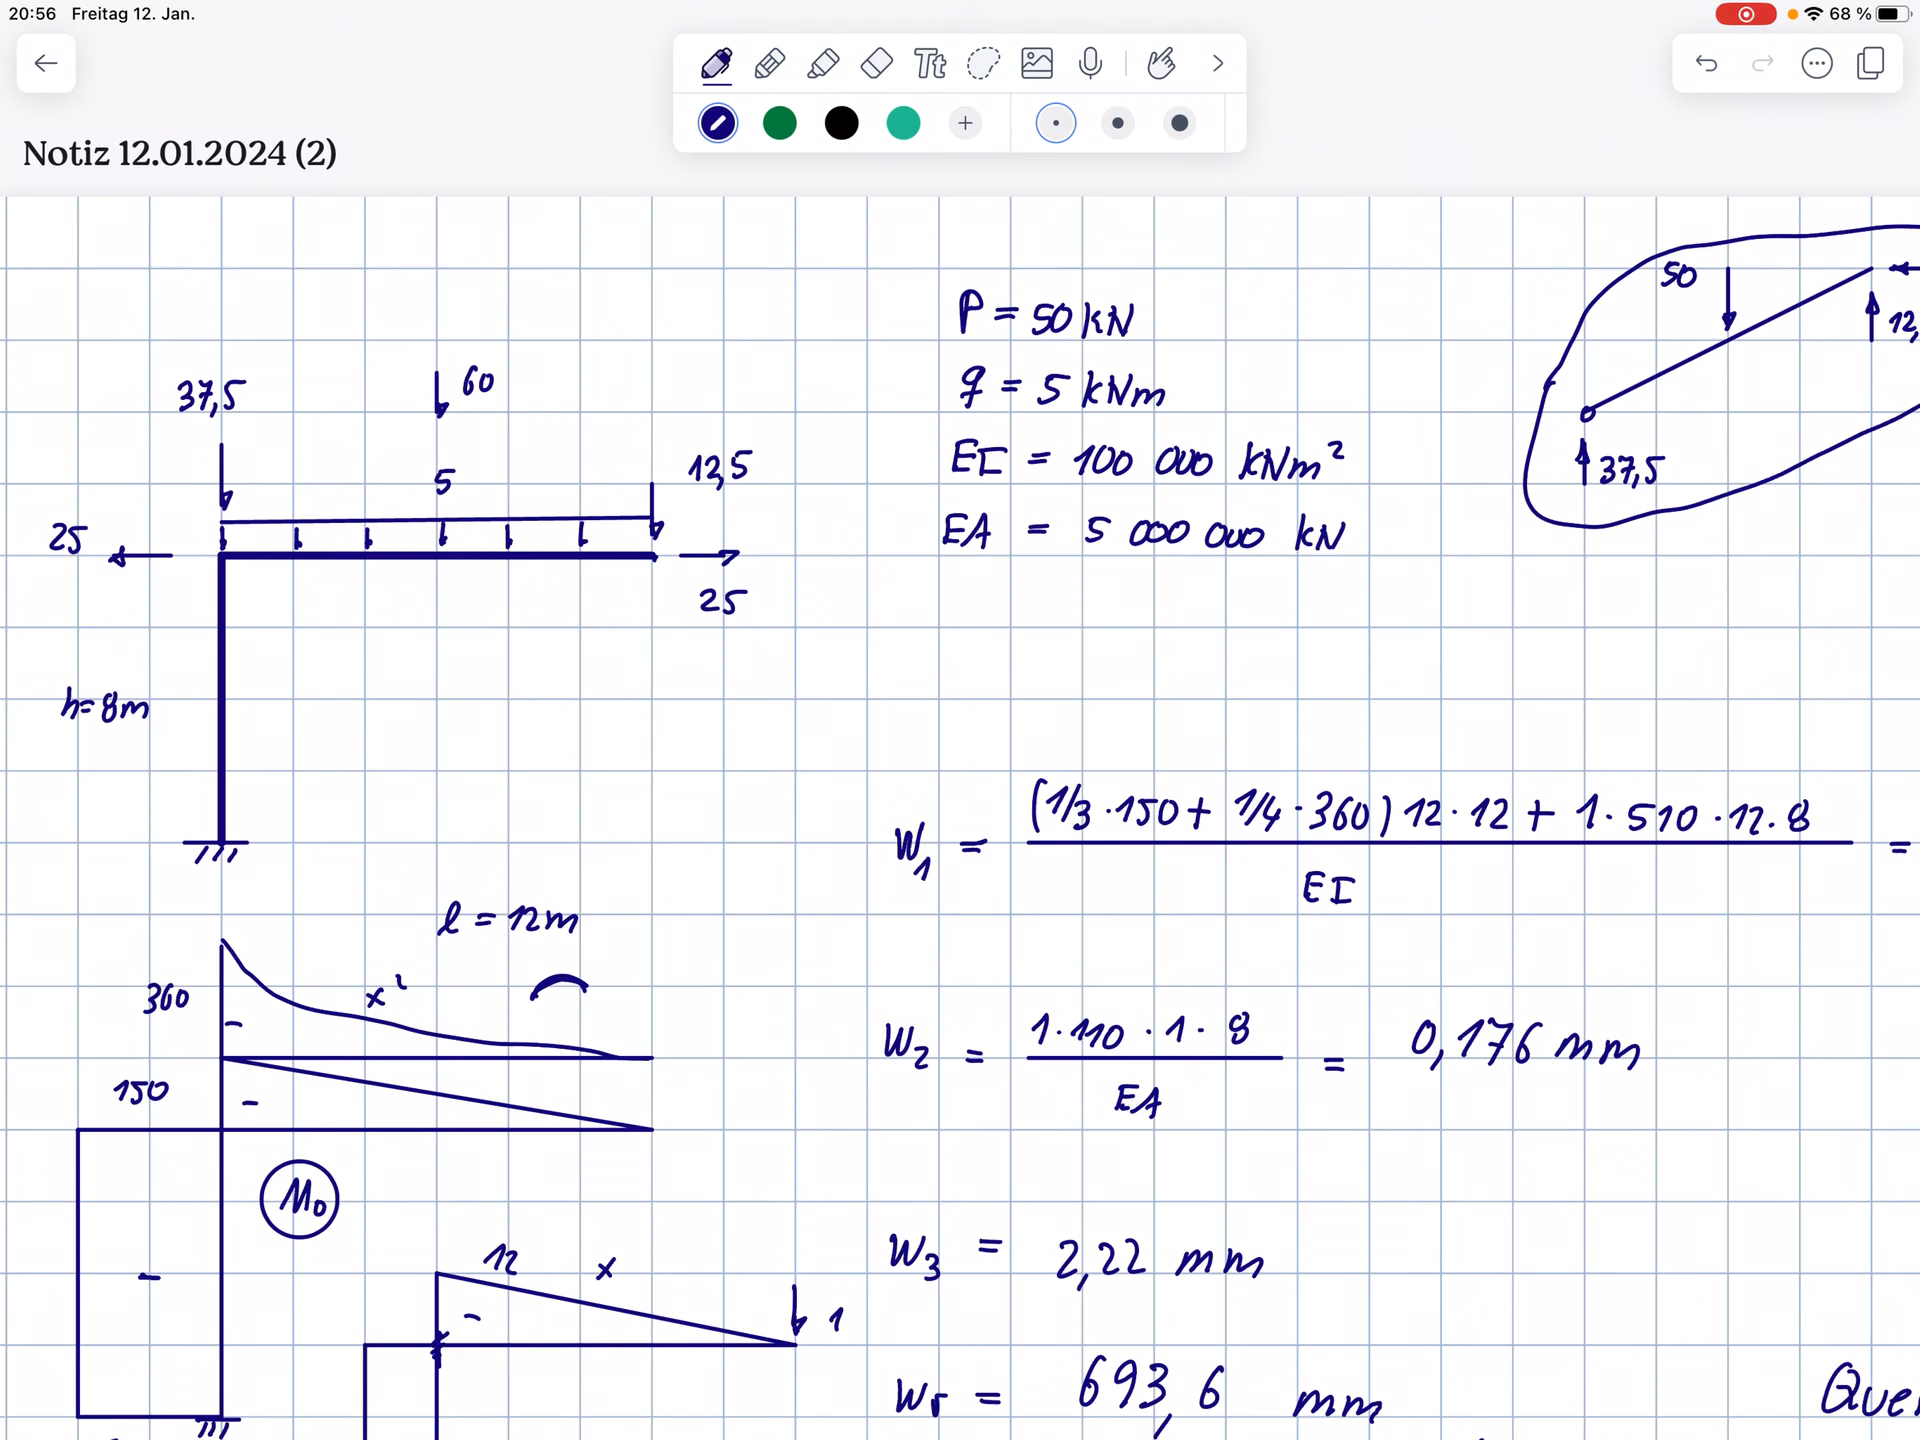 20:56 Freitag 12. Jan.
68 %
Tt
Notiz 12.01.2024 (2)
37,5
60
5
12,5
25
25
h=8m
P = 50 kN
q = 5 kNm
EI = 100 000 kNm²
EA = 5 000 000 kN
50
12,
37,5
W₁ = (1/3 · 150 + 1/4 · 360) 12 · 12 + 1 · 510 · 12 · 8 =
EI
l = 12m
360
x²
-
150
-
M₀
-
W₂ = 1 · 110 · 1 · 8 = 0,176 mm
EA
12
x
-
1
W₃ = 2,22 mm
Wᵣ = 693,6 mm
Quer